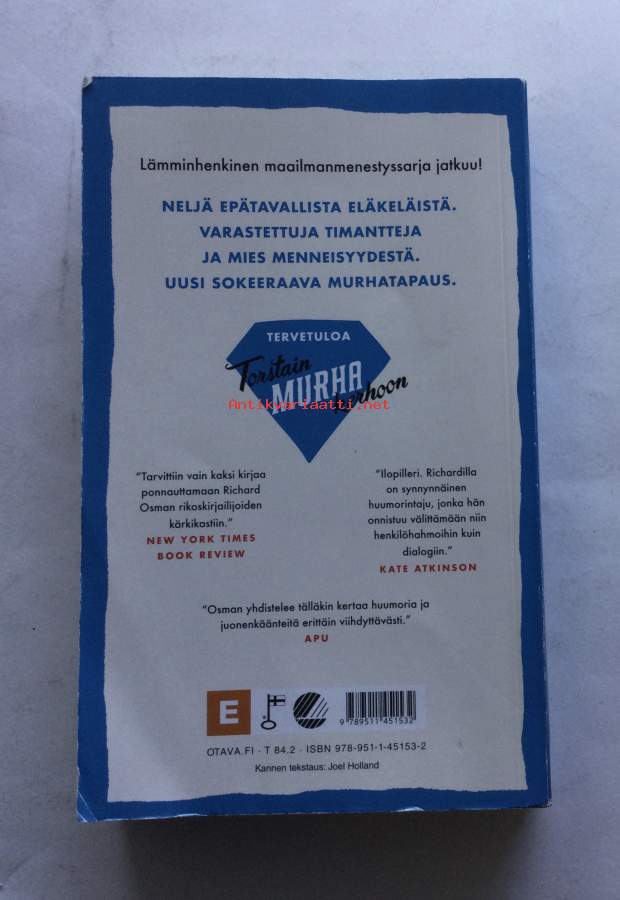 Lämminhenkinen maailmanmenestyssarja jatkuu!
NELJÄ EPÄTAVALLISTA ELÄKELÄISTÄ.
VARASTETTUJA TIMANTTEJA
JA MIES MENNEISYYDESTÄ.
UUSI SOKEERAAVA MURHATAPAUS.
TERVETULOA
Torstain
MURHA
kerhoon
Antikvariaatti.net
"Tarvittiin vain kaksi kirjaa
ponnauttamaan Richard
Osman rikoskirjailijoiden
kärkikastiin."
NEW YORK TIMES
BOOK REVIEW
"Ilopilleri. Richardilla
on synnynnäinen
huumorintaju, jonka hän
onnistuu välittämään niin
henkilöhahmoihin kuin
dialogiin."
KATE ATKINSON
"Osman yhdistelee tälläkin kertaa huumoria ja
juonenkäänteitä erittäin viihdyttävästi."
APU
E
9 789511 451532
OTAVA.FI · T 84.2 · ISBN 978-951-1-45153-2
Kannen tekstaus: Joel Holland